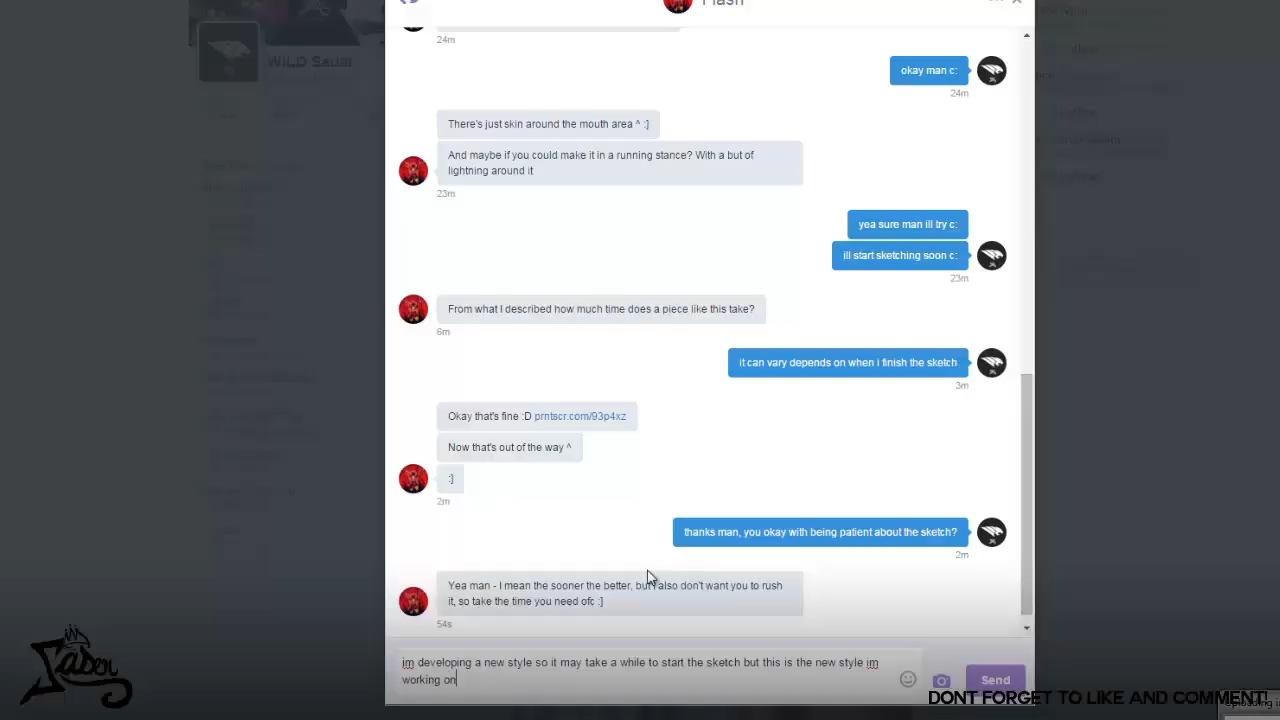 Flash
24m
okay man c:
24m
There's just skin around the mouth area ^ :]
And maybe if you could make it in a running stance? With a but of
lightning around it
23m
yea sure man ill try c:
ill start sketching soon c:
23m
From what I described how much time does a piece like this take?
6m
it can vary depends on when i finish the sketch
3m
Okay that's fine :D prntscr.com/93p4xz
Now that's out of the way ^
:]
2m
thanks man, you okay with being patient about the sketch?
2m
Yea man - I mean the sooner the better, but I also don't want you to rush
it, so take the time you need ofc :]
54s
im developing a new style so it may take a while to start the sketch but this is the new style im
working on
Send
DONT FORGET TO LIKE AND COMMENT!